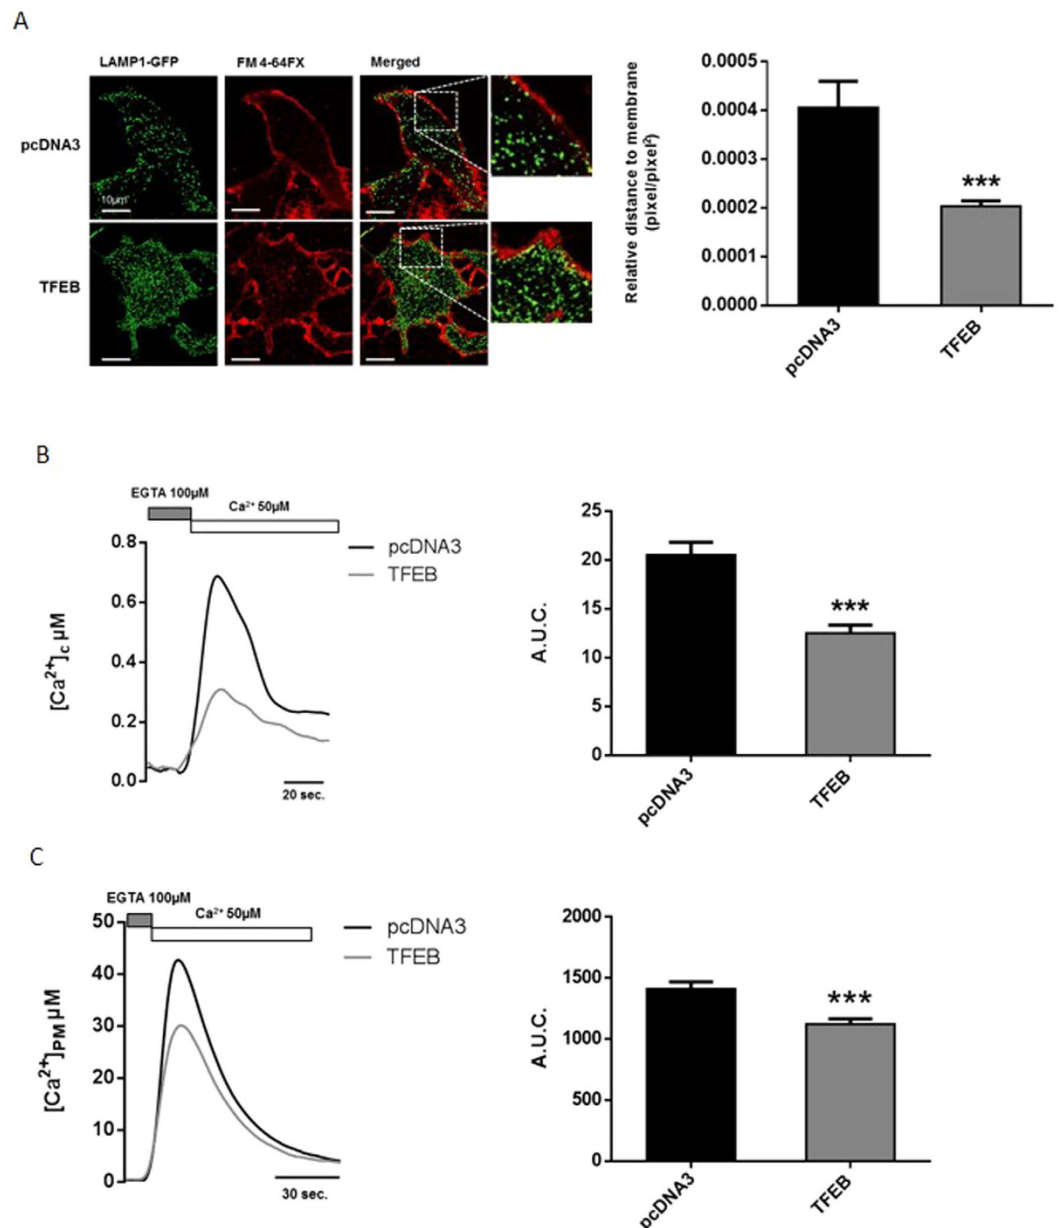 A
LAMP1-GFP FM 4-64FX Merged
pcDNA3
10µm
TFEB
Relative distance to membrane
(pixel/pixel²)
0.0005
0.0004
0.0003
0.0002
0.0001
0.0000
***
pcDNA3
TFEB
B
EGTA 100µM
Ca²⁺ 50µM
[Ca²⁺]c µM
0.8
0.6
0.4
0.2
0.0
pcDNA3
TFEB
20 sec.
A.U.C.
25
20
15
10
5
0
***
pcDNA3
TFEB
C
EGTA 100µM
Ca²⁺ 50µM
[Ca²⁺]PM µM
50
40
30
20
10
0
pcDNA3
TFEB
30 sec.
A.U.C.
2000
1500
1000
500
0
***
pcDNA3
TFEB